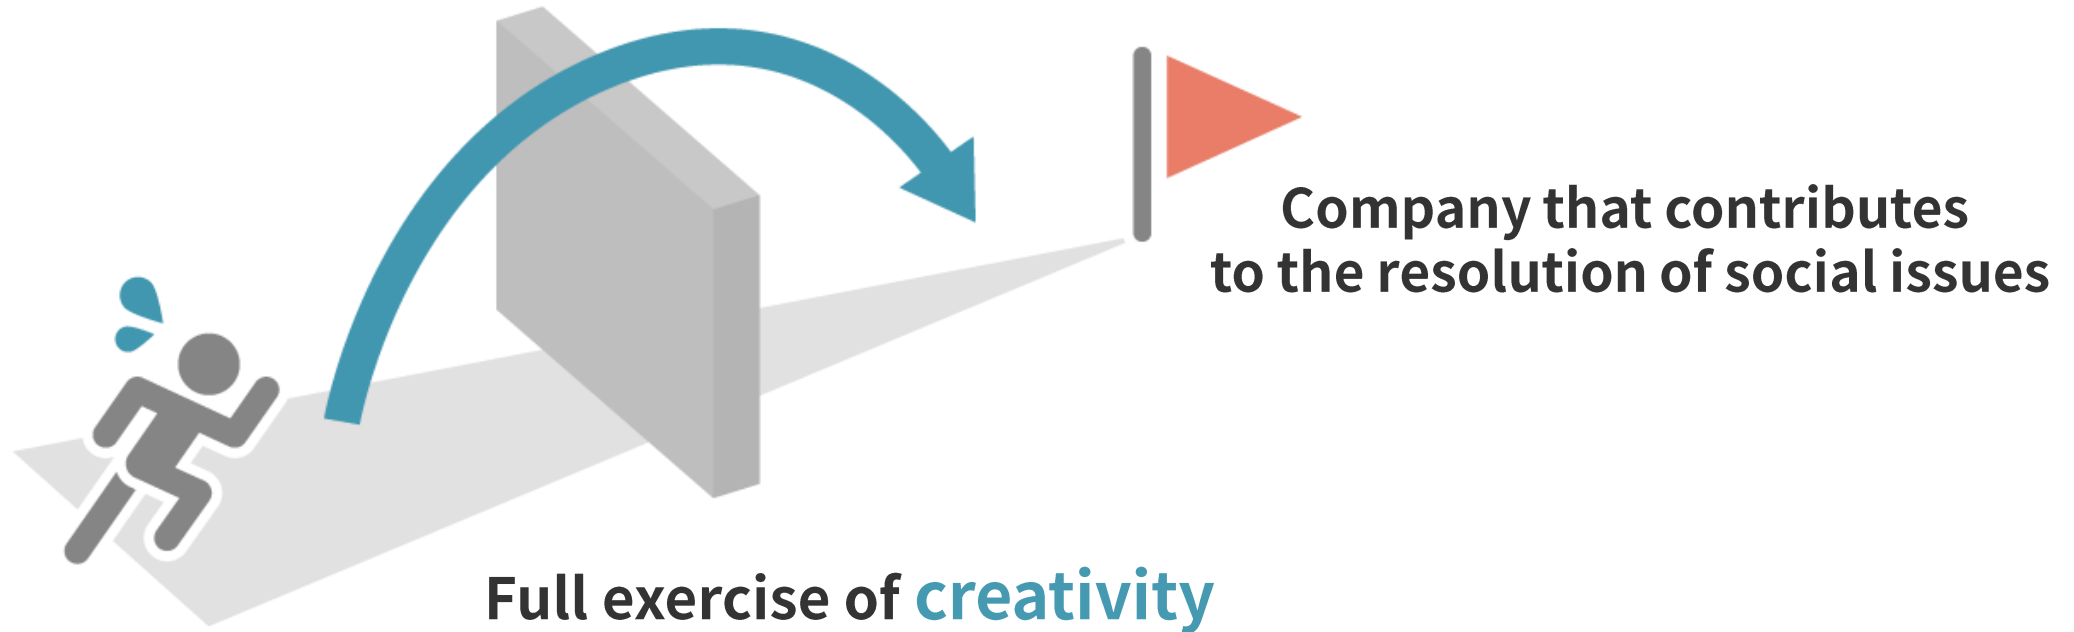 Company that contributes
to the resolution of social issues
Full exercise of creativity